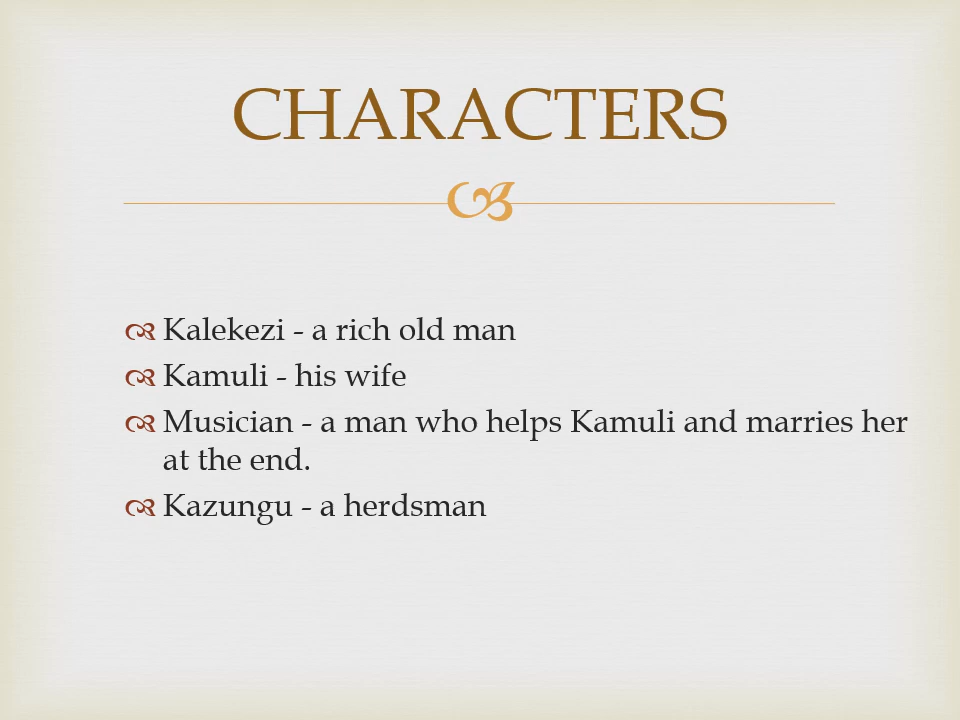 CHARACTERS
Kalekezi - a rich old man
Kamuli - his wife
Musician - a man who helps Kamuli and marries her
at the end.
Kazungu - a herdsman